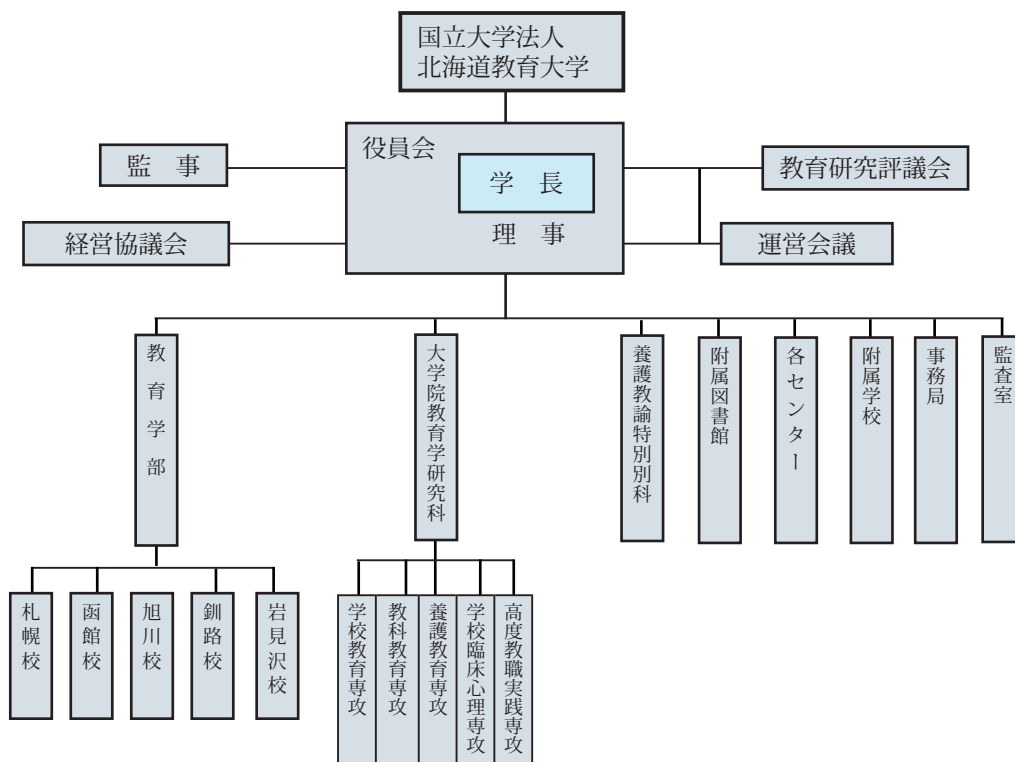 国立大学法人
北海道教育大学
役員会
学　長
理　事
監　事
経営協議会
教育研究評議会
運営会議
教育学部
大学院教育学研究科
養護教諭特別別科
附属図書館
各センター
附属学校
事務局
監査室
札幌校
函館校
旭川校
釧路校
岩見沢校
学校教育専攻
教科教育専攻
養護教育専攻
学校臨床心理専攻
高度教職実践専攻